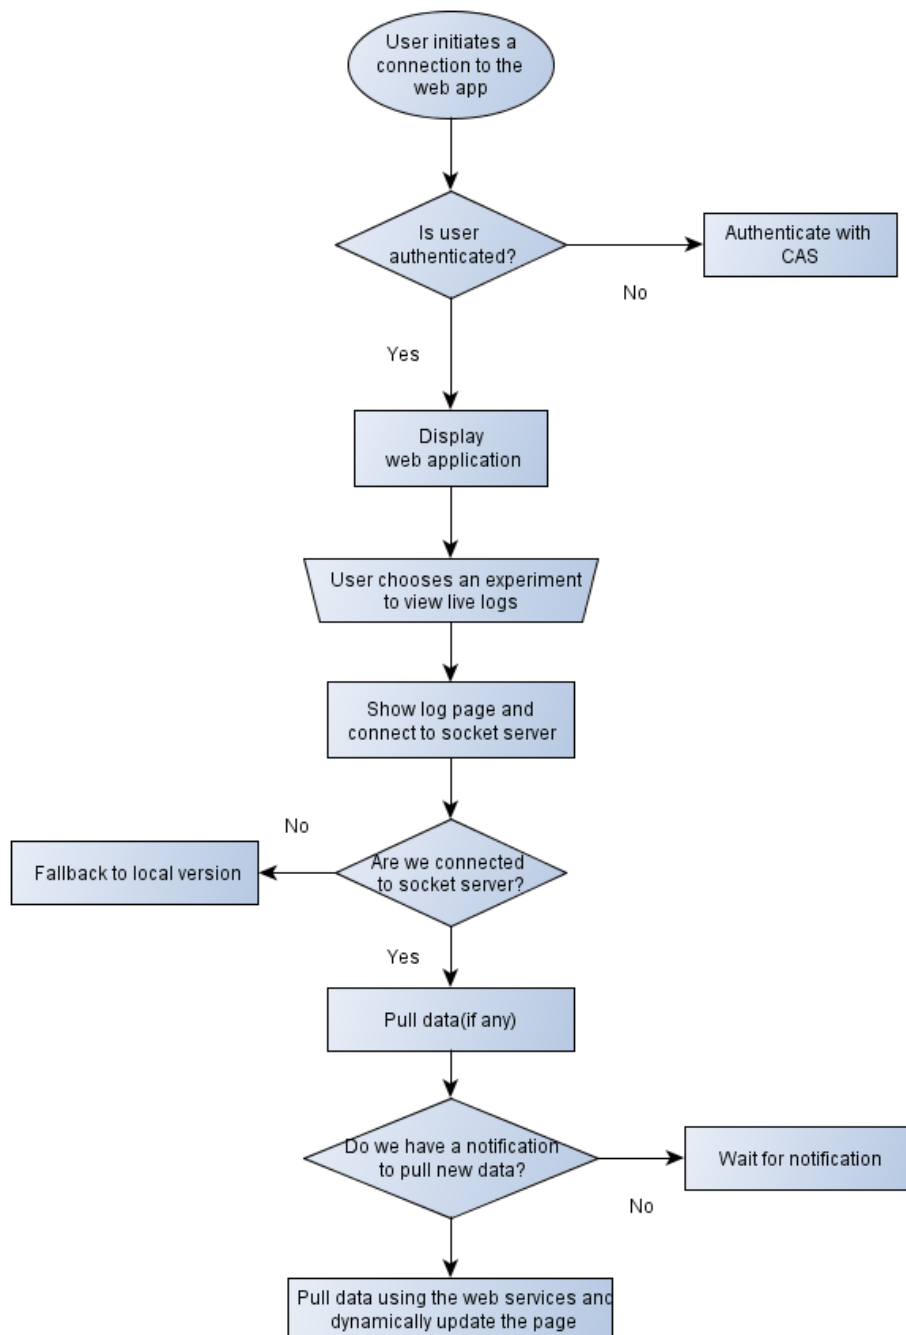 User initiates a
connection to the
web app
Is user
authenticated?
Authenticate with
CAS
No
Yes
Display
web application
User chooses an experiment
to view live logs
Show log page and
connect to socket server
No
Are we connected
to socket server?
Fallback to local version
Yes
Pull data(if any)
Do we have a notification
to pull new data?
Wait for notification
No
Pull data using the web services and
dynamically update the page